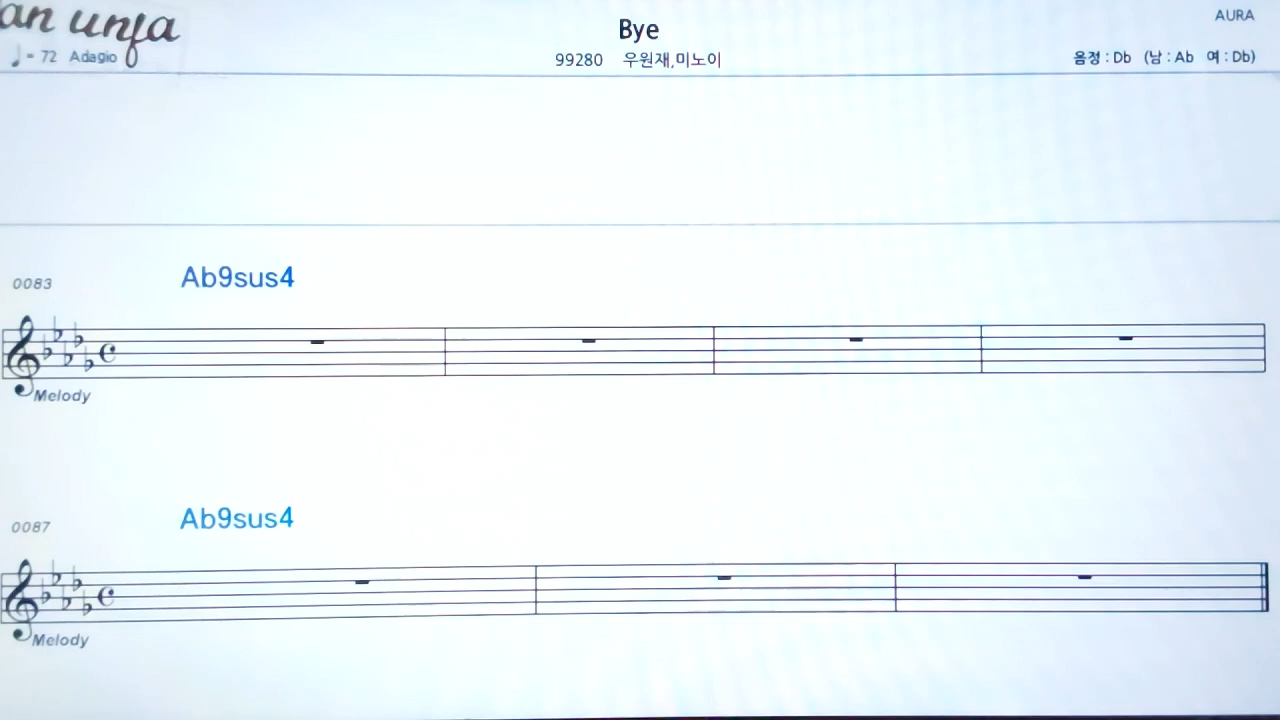 an unja
Bye
AURA
♩= 72 Adagio
99280 우원재,미노이
음정 : Db (남 : Ab 여 : Db)
0083
Ab9sus4
Melody
0087
Ab9sus4
Melody